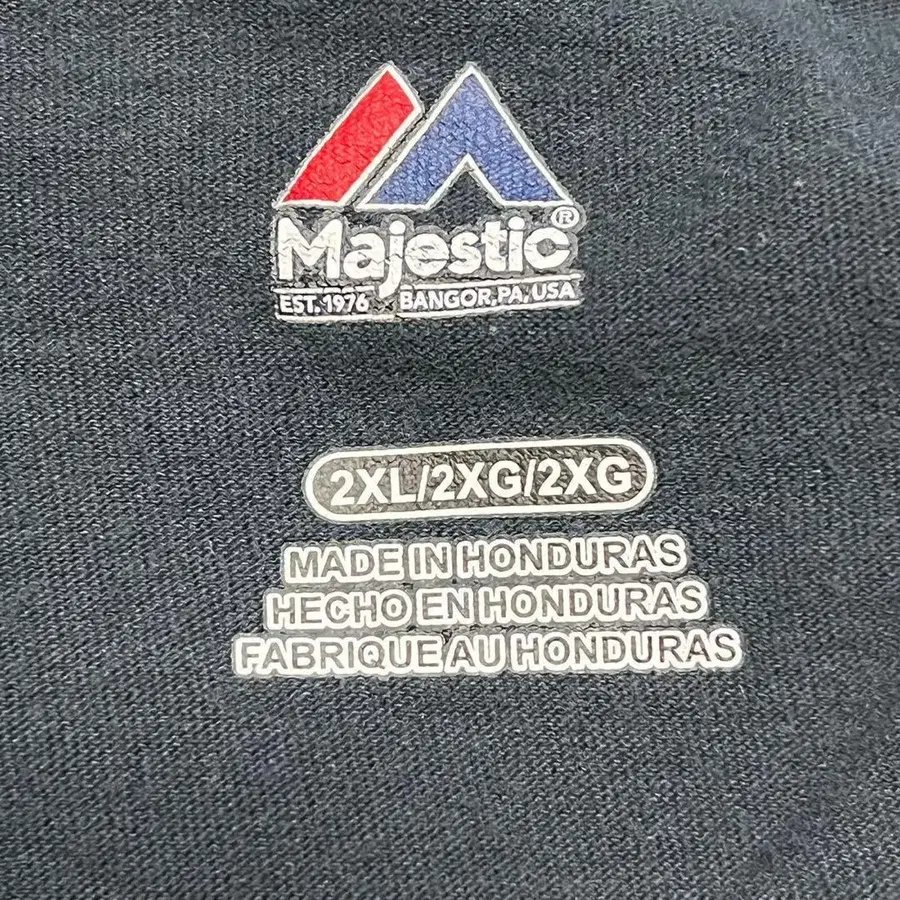 Majestic®
EST. 1976 BANGOR, PA, USA
2XL/2XG/2XG
MADE IN HONDURAS
HECHO EN HONDURAS
FABRIQUE AU HONDURAS